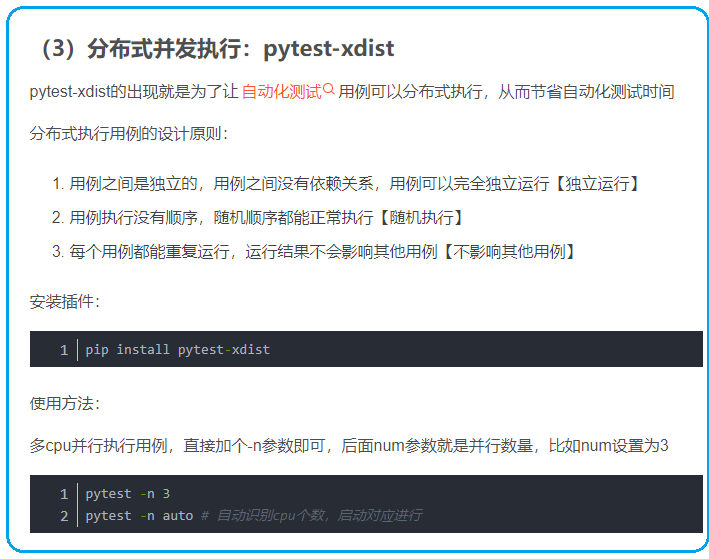 （3）分布式并发执行：pytest-xdist
pytest-xdist的出现就是为了让 自动化测试 用例可以分布式执行，从而节省自动化测试时间
分布式执行用例的设计原则：
1. 用例之间是独立的，用例之间没有依赖关系，用例可以完全独立运行【独立运行】
2. 用例执行没有顺序，随机顺序都能正常执行【随机执行】
3. 每个用例都能重复运行，运行结果不会影响其他用例【不影响其他用例】
安装插件：
1 pip install pytest-xdist
使用方法：
多cpu并行执行用例，直接加个-n参数即可，后面num参数就是并行数量，比如num设置为3
1 pytest -n 3
2 pytest -n auto # 自动识别cpu个数，启动对应进行